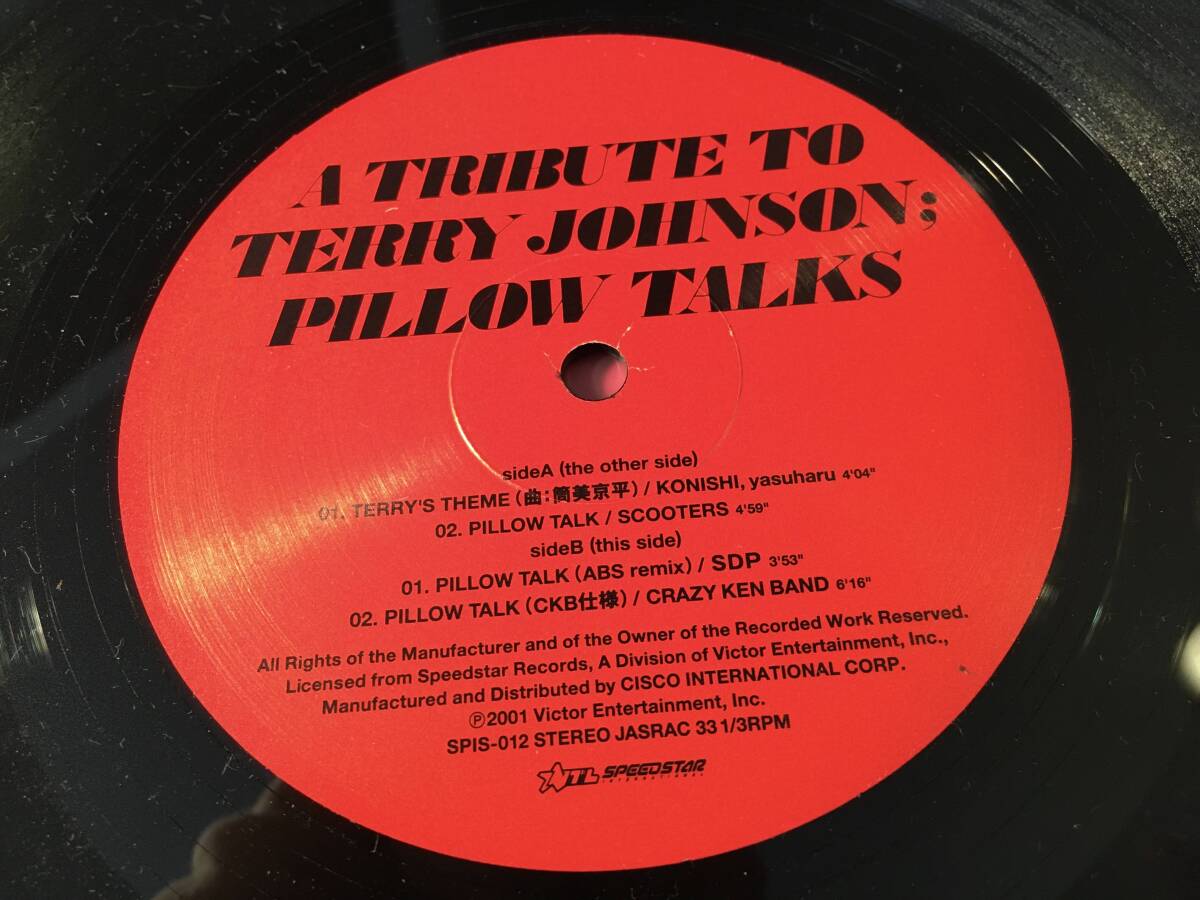 A TRIBUTE TO
TERRY JOHNSON;
PILLOW TALKS
sideA (the other side)
01. TERRY'S THEME (曲:筒美京平) / KONISHI, yasuharu 4'04"
02. PILLOW TALK / SCOOTERS 4'59"
sideB (this side)
01. PILLOW TALK (ABS remix) / SDP 3'53"
02. PILLOW TALK (CKB仕様) / CRAZY KEN BAND 6'16"
All Rights of the Manufacturer and of the Owner of the Recorded Work Reserved.
Licensed from Speedstar Records, A Division of Victor Entertainment, Inc.,
Manufactured and Distributed by CISCO INTERNATIONAL CORP.
Ⓟ2001 Victor Entertainment, Inc.
SPIS-012 STEREO JASRAC 33 1/3RPM
NTL SPEEDSTAR
INTERNATIONAL